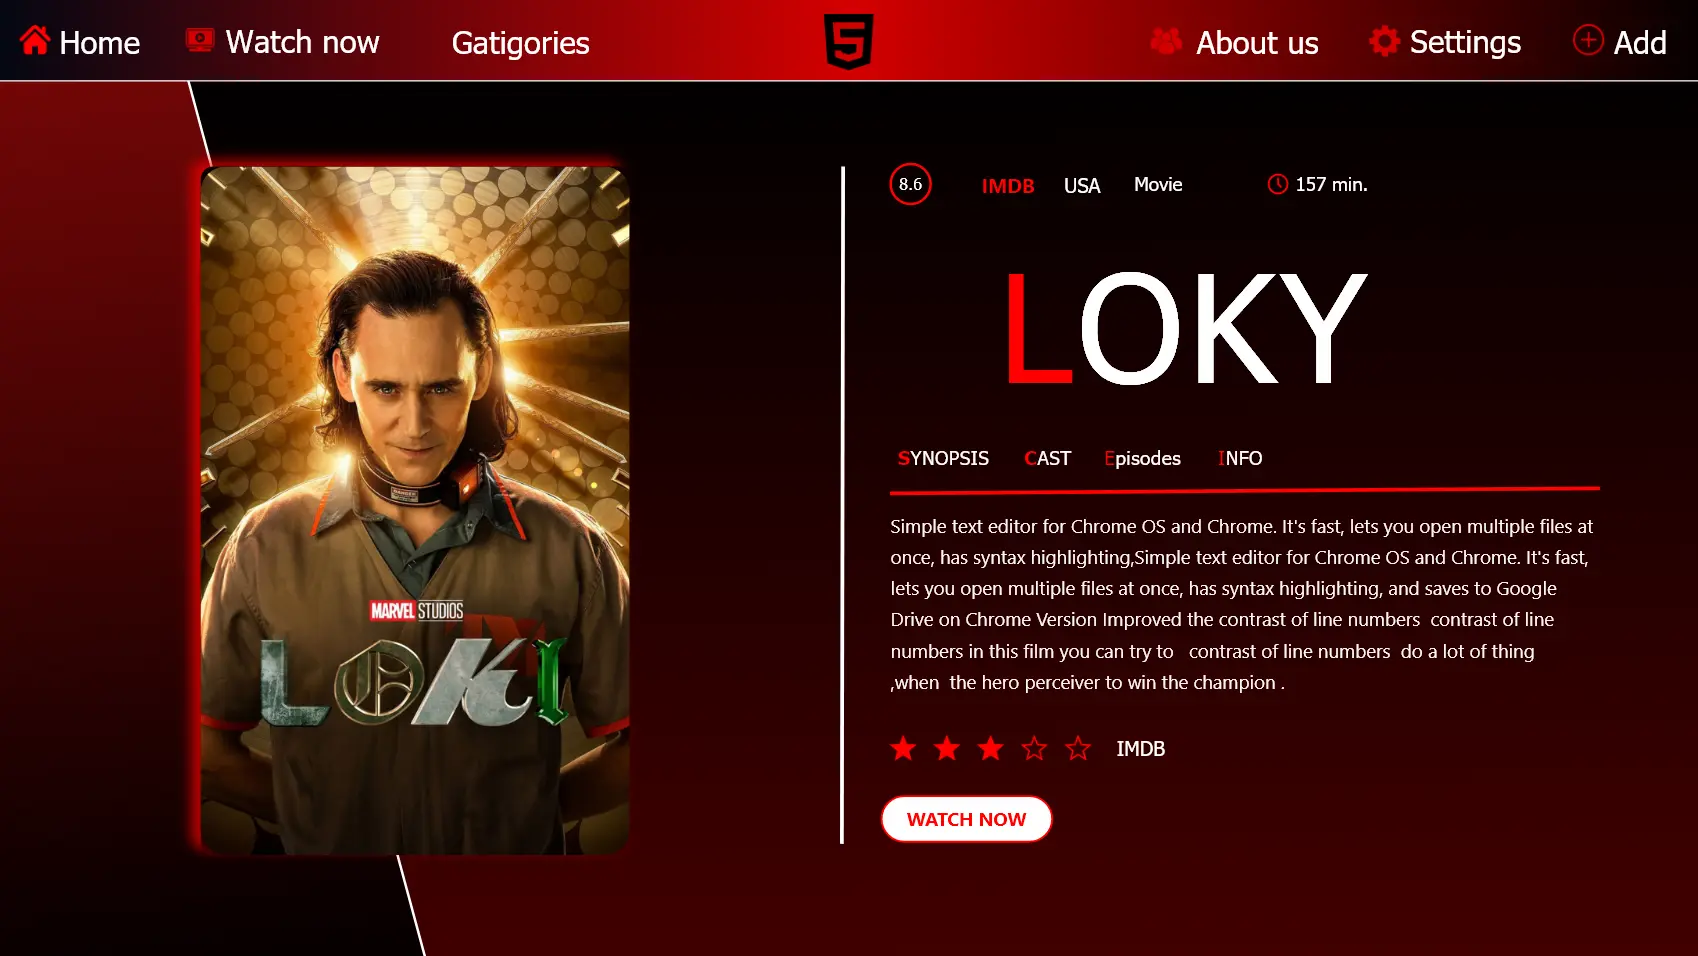 Home
Watch now
Gatigories
5
About us
Settings
Add
8.6
IMDB
USA
Movie
157 min.
LOKY
SYNOPSIS
CAST
Episodes
INFO
Simple text editor for Chrome OS and Chrome. It's fast, lets you open multiple files at
once, has syntax highlighting,Simple text editor for Chrome OS and Chrome. It's fast,
lets you open multiple files at once, has syntax highlighting, and saves to Google
Drive on Chrome Version Improved the contrast of line numbers  contrast of line
numbers in this film you can try to   contrast of line numbers  do a lot of thing
,when  the hero perceiver to win the champion .
IMDB
WATCH NOW
MARVEL STUDIOS
LOKI